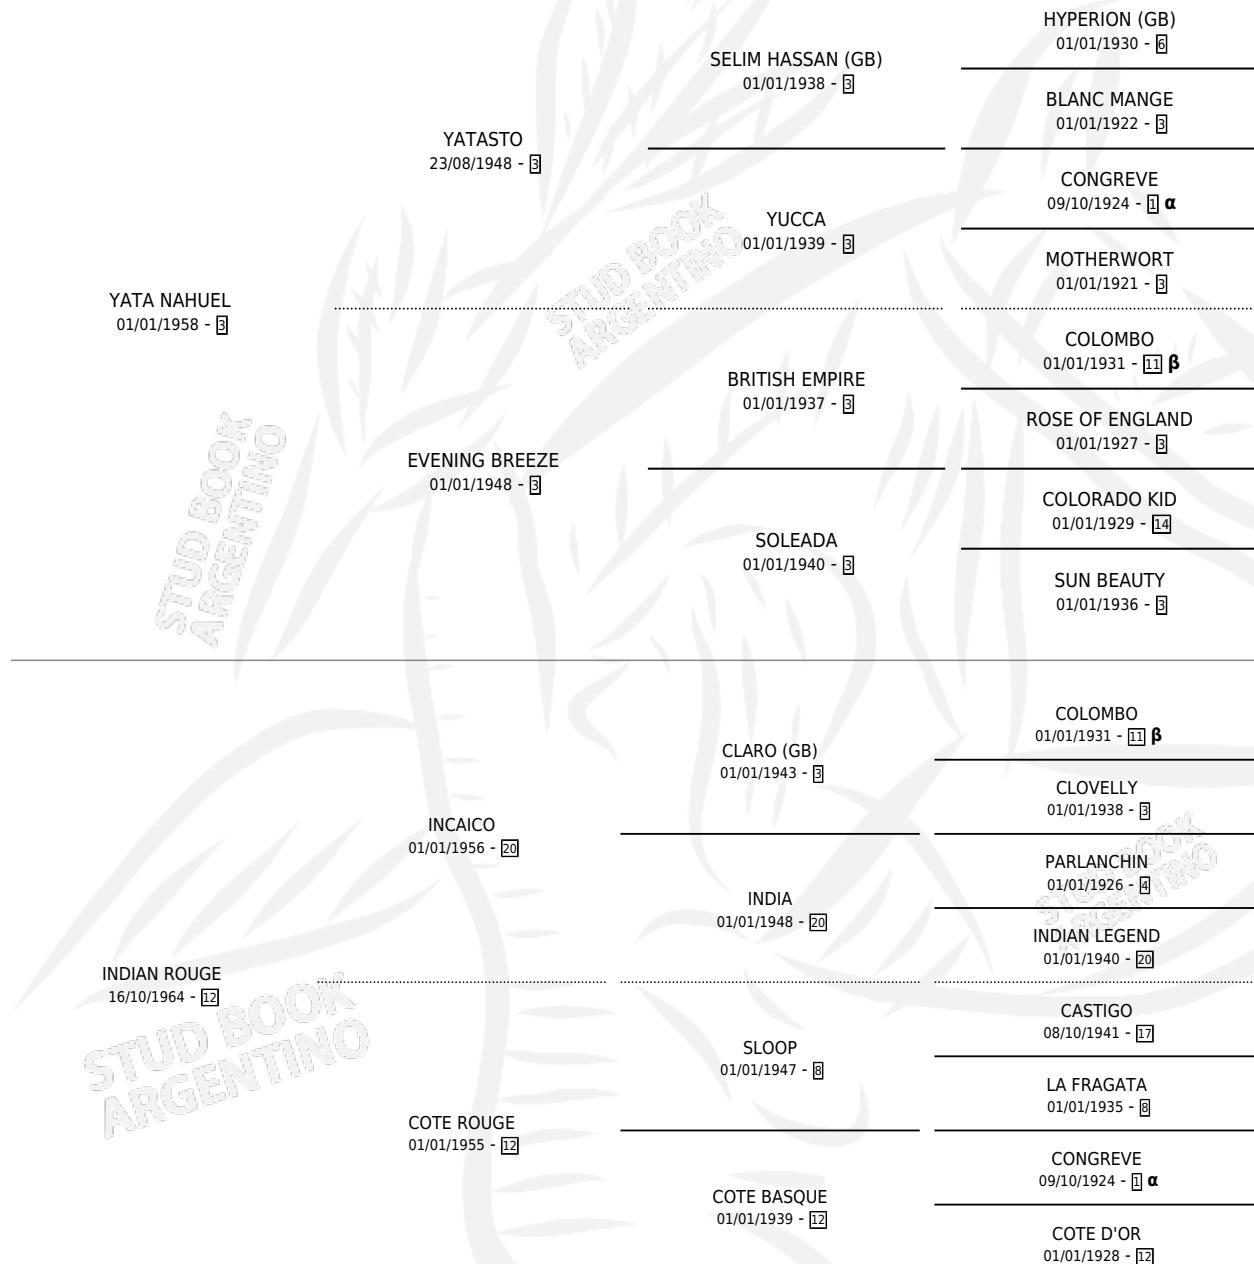 HYPERION (GB)
01/01/1930 - 6
SELIM HASSAN (GB)
01/01/1938 - 3
BLANC MANGE
01/01/1922 - 3
YATASTO
23/08/1948 - 3
CONGREVE
09/10/1924 - 1 α
YUCCA
01/01/1939 - 3
MOTHERWORT
01/01/1921 - 3
YATA NAHUEL
01/01/1958 - 3
STUD BOOK
ARGENTINO
COLOMBO
01/01/1931 - 11 β
BRITISH EMPIRE
01/01/1937 - 3
ROSE OF ENGLAND
01/01/1927 - 3
EVENING BREEZE
01/01/1948 - 3
COLORADO KID
01/01/1929 - 14
STUD BOOK
ARGENTINO
SOLEADA
01/01/1940 - 3
SUN BEAUTY
01/01/1936 - 3
COLOMBO
01/01/1931 - 11 β
CLARO (GB)
01/01/1943 - 3
CLOVELLY
01/01/1938 - 3
INCAICO
01/01/1956 - 20
PARLANCHIN
01/01/1926 - 4
STUD BOOK
ARGENTINO
INDIA
01/01/1948 - 20
INDIAN LEGEND
01/01/1940 - 20
INDIAN ROUGE
16/10/1964 - 12
STUD BOOK
ARGENTINO
CASTIGO
08/10/1941 - 17
SLOOP
01/01/1947 - 8
LA FRAGATA
01/01/1935 - 8
COTE ROUGE
01/01/1955 - 12
CONGREVE
09/10/1924 - 1 α
COTE BASQUE
01/01/1939 - 12
COTE D'OR
01/01/1928 - 12